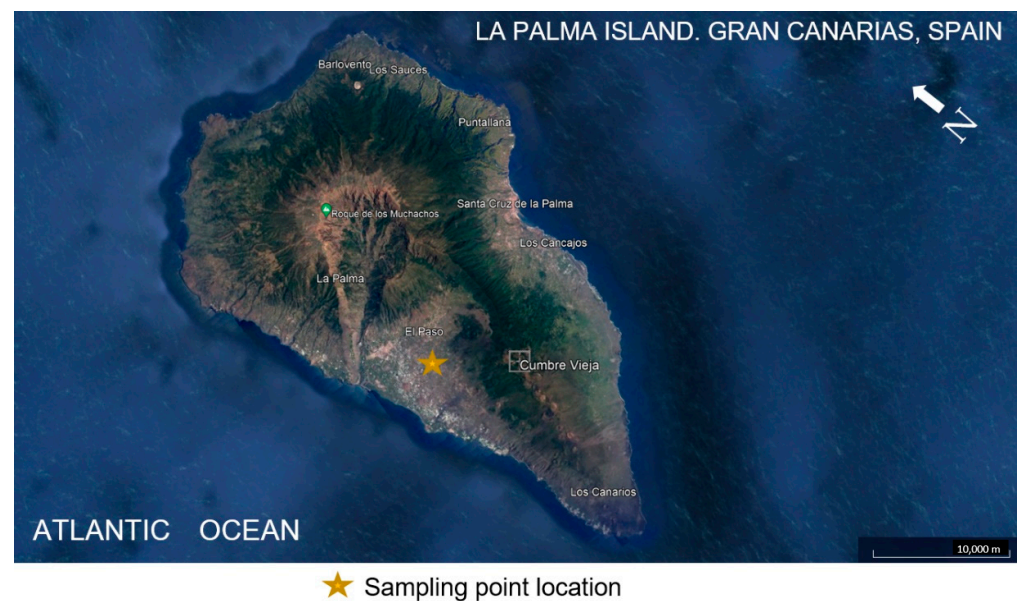 LA PALMA ISLAND. GRAN CANARIAS, SPAIN
N
Barlovento
Los Sauces
Puntallana
Roque de los Muchachos
Santa Cruz de la Palma
Los Cancajos
La Palma
El Paso
Cumbre Vieja
Los Canarios
ATLANTIC OCEAN
10,000 m
Sampling point location